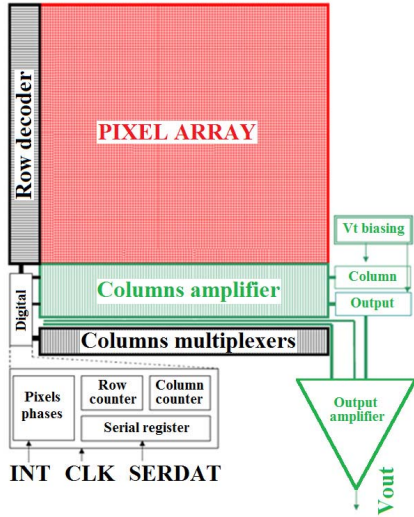 Row decoder
PIXEL ARRAY
Vt biasing
Column
Output
Digital
Columns amplifier
Columns multiplexers
Pixels
phases
Row
counter
Column
counter
Serial register
INT CLK SERDAT
Output
amplifier
Vout